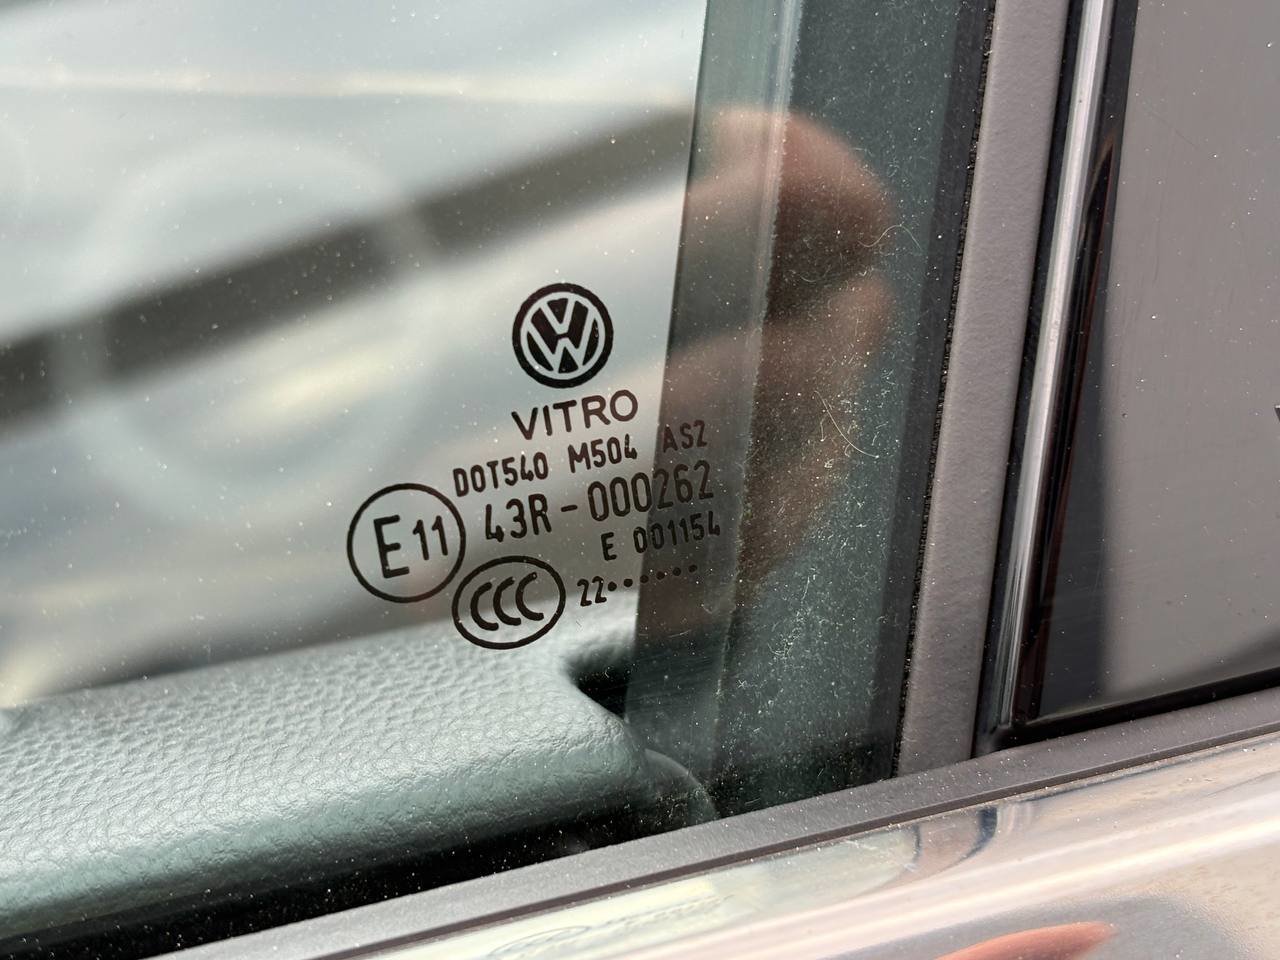 VITRO
DOT540 M504 AS2
E11 43R-000262
E 001154
CCC 22••••••